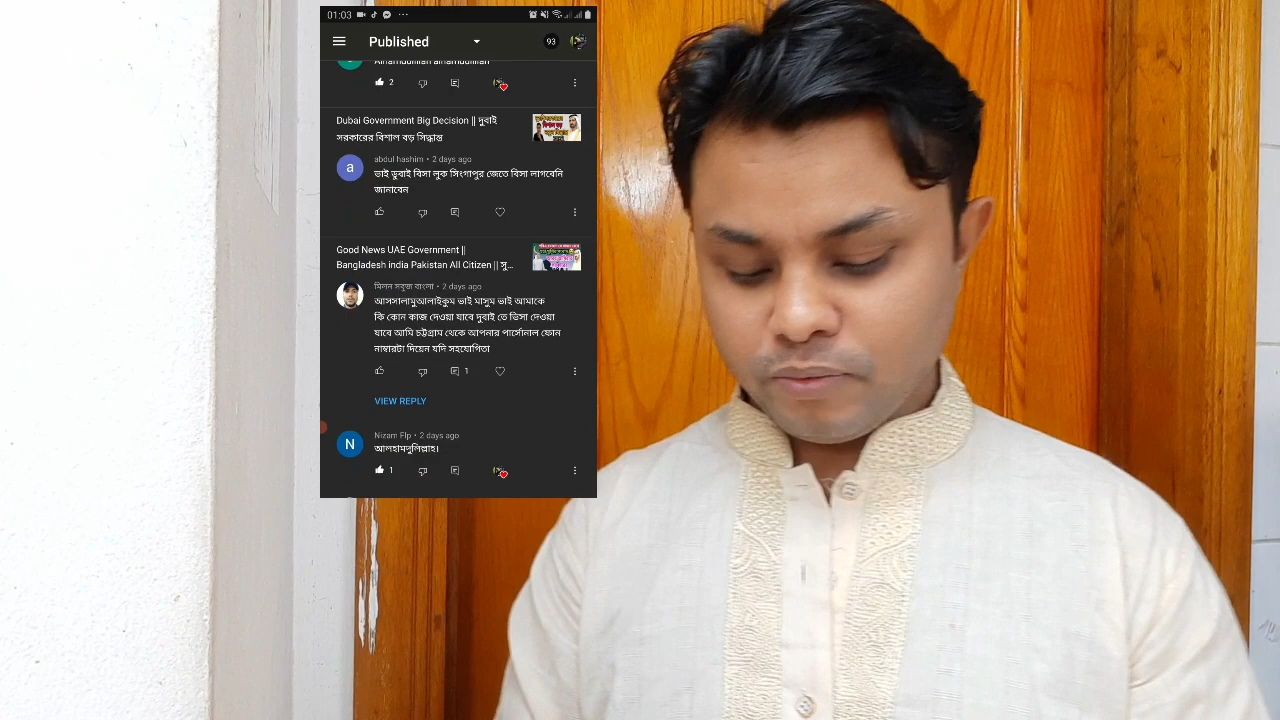 01:03
Published
93
2
Dubai Government Big Decision || দুবাই
সরকারের বিশাল বড় সিদ্ধান্ত
a
abdul hashim • 2 days ago
ভাই ডুবাই বিসা লুক সিংগাপুর জেতে বিসা লাগবেনি
জানাবেন
Good News UAE Government ||
Bangladesh india Pakistan All Citizen || সু...
মিলন সবুজ বাংলা • 2 days ago
আসসালামুআলাইকুম ভাই মাসুম ভাই আমাকে
কি কোন কাজ দেওয়া যাবে দুবাই তে ভিসা দেওয়া
যাবে আমি চট্টগ্রাম থেকে আপনার পার্সোনাল ফোন
নাম্বারটা দিয়েন যদি সহযোগিতা
1
VIEW REPLY
N
Nizam Flp • 2 days ago
আলহামদুলিল্লাহ।
1